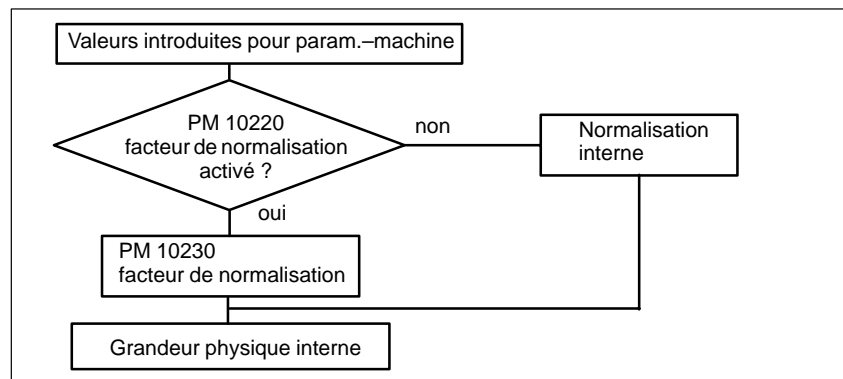 Valeurs introduites pour param.–machine
PM 10220
facteur de normalisation
activé ?
non
Normalisation
interne
oui
PM 10230
facteur de normalisation
Grandeur physique interne